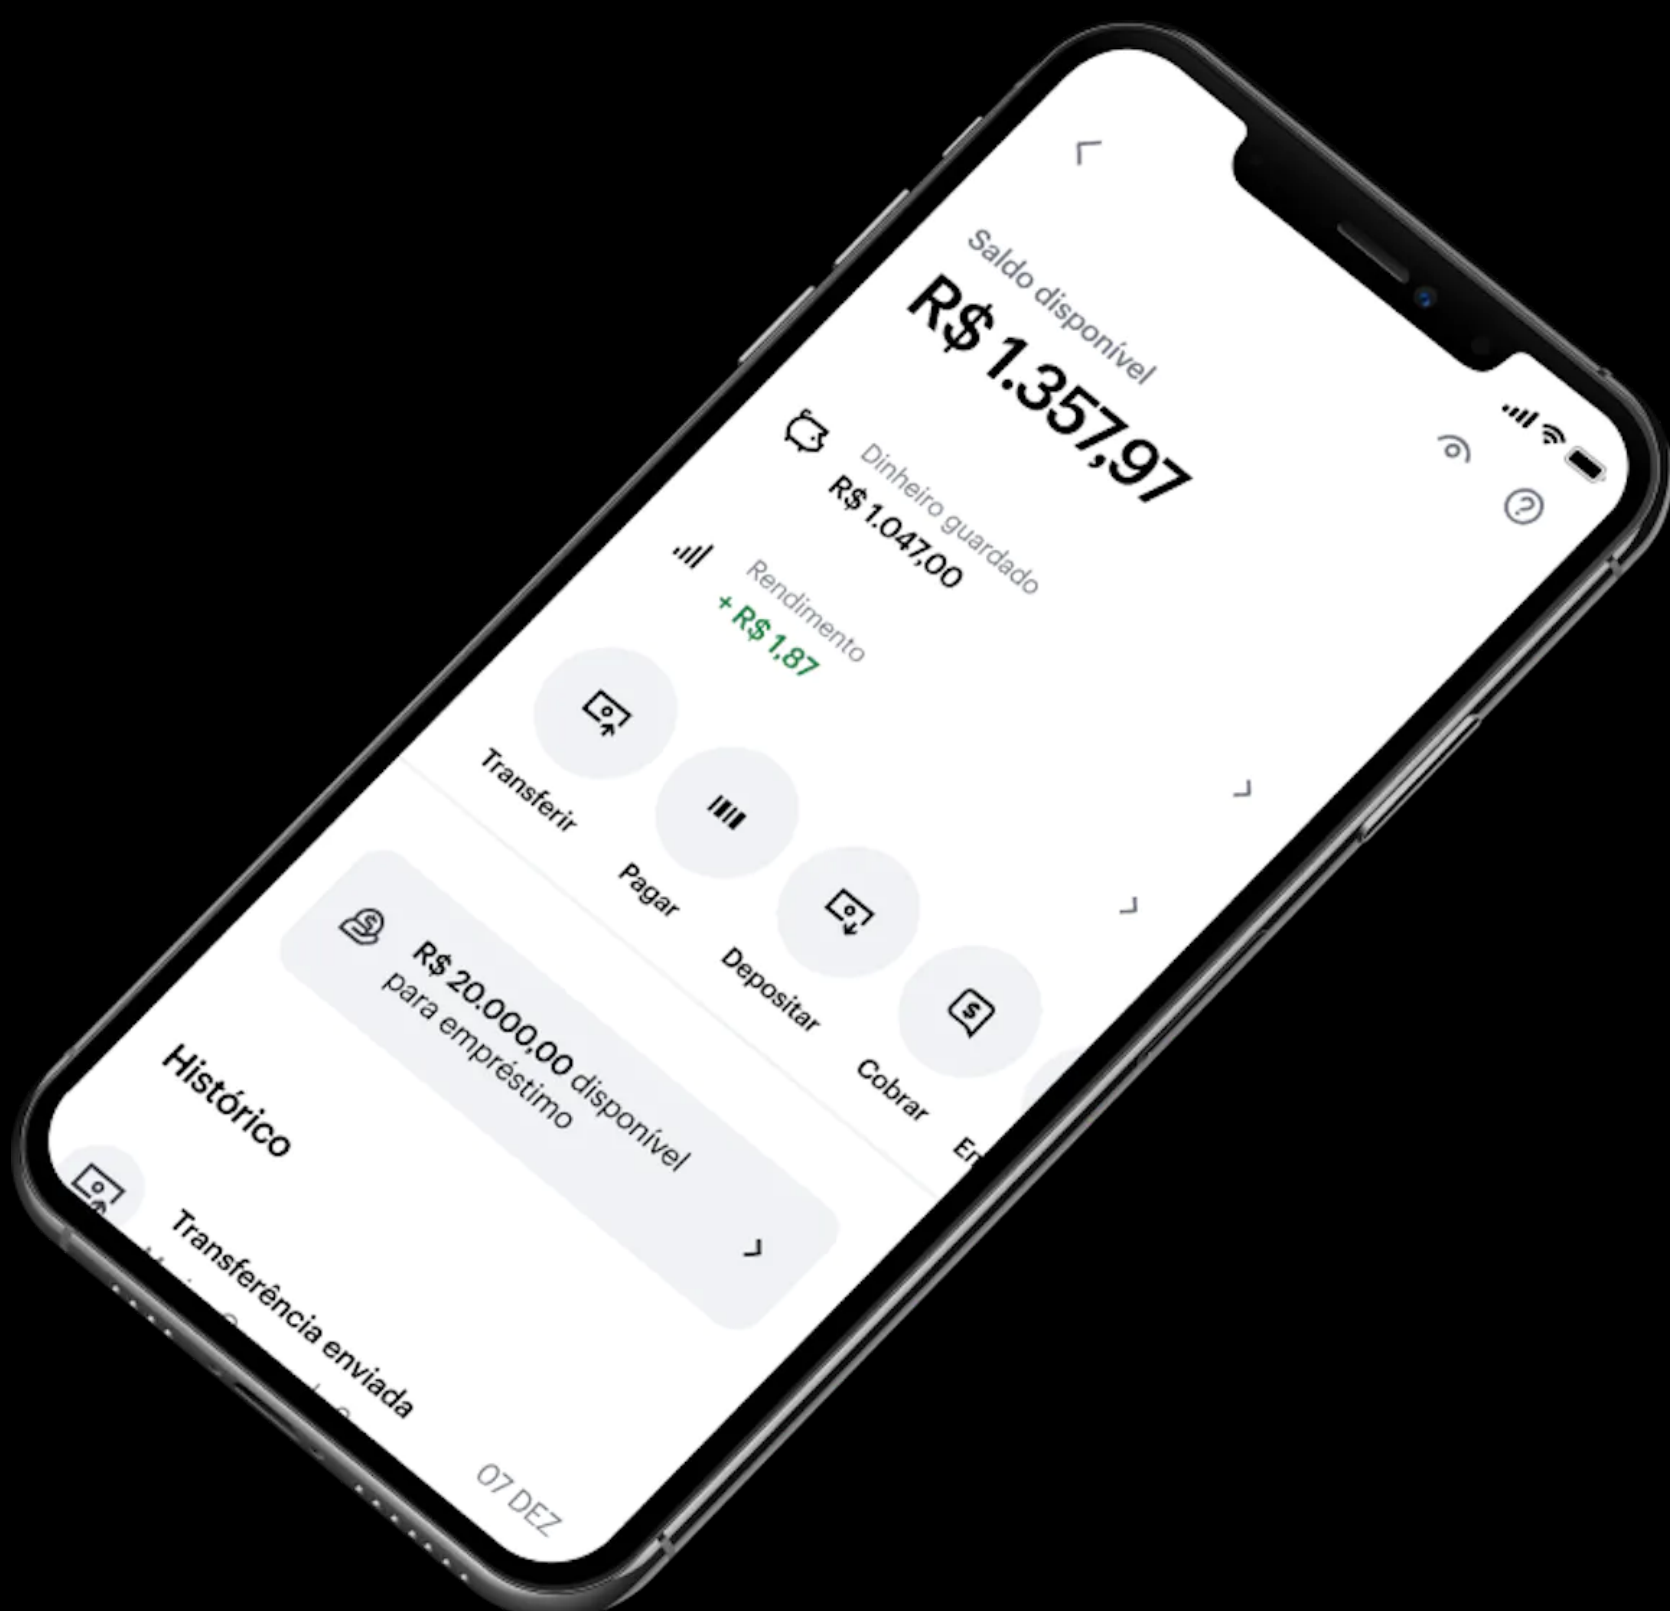 Saldo disponível
R$ 1.357,97
Dinheiro guardado
R$ 1.047,00
Rendimento
+ R$ 1,87
Transferir
Pagar
Depositar
Cobrar
R$ 20.000,00 disponível
para empréstimo
Histórico
Transferência enviada
07 DEZ